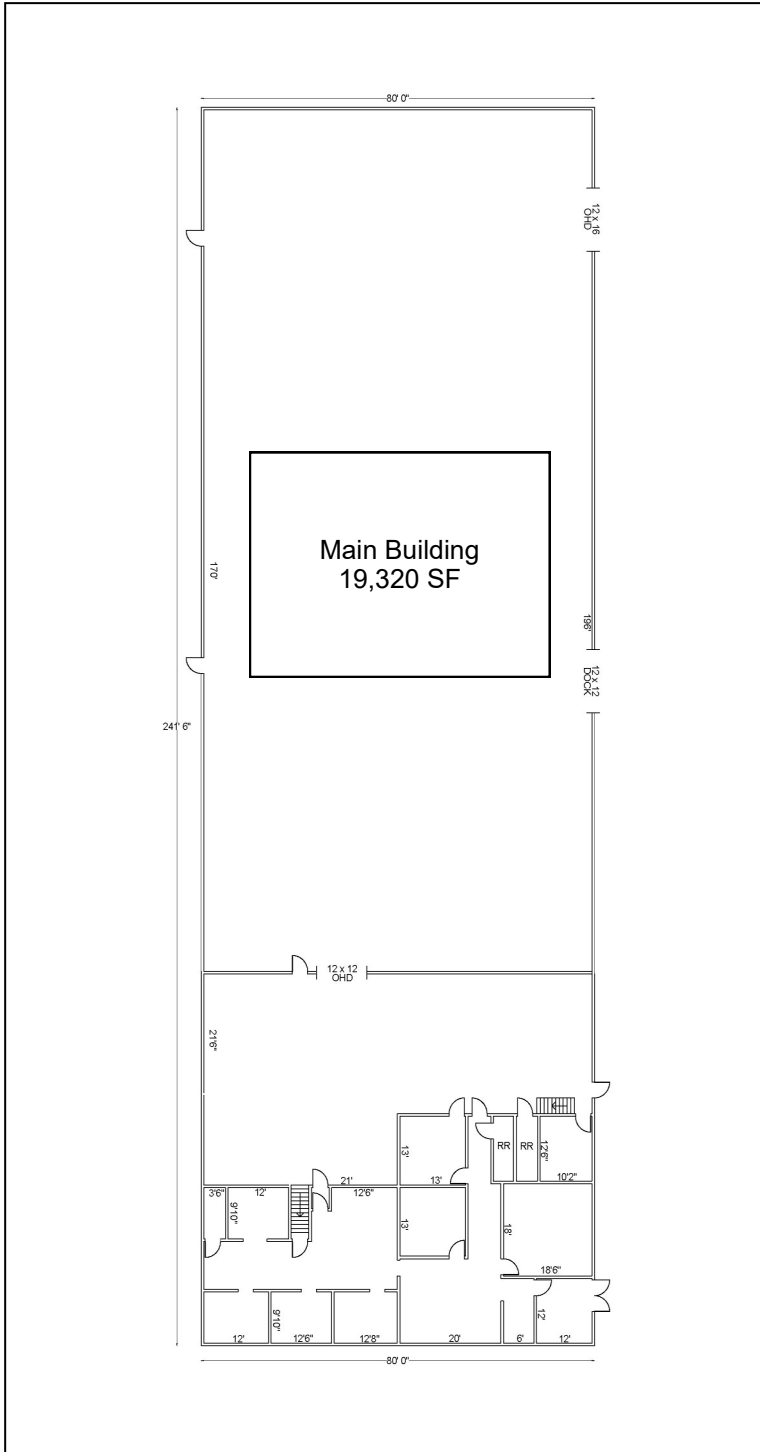 80' 0"
12 x 16
OHD
Main Building
19,320 SF
170'
196'
12 x 12
DOCK
241' 6"
12 x 12
OHD
21'6"
RR
RR
12'6"
10'2"
13'
13'
21'
3'6"
12'
12'6"
9'10"
13'
18'
18'6"
9'10"
12'
12'
12'6"
12'8"
20'
6'
12'
80' 0"